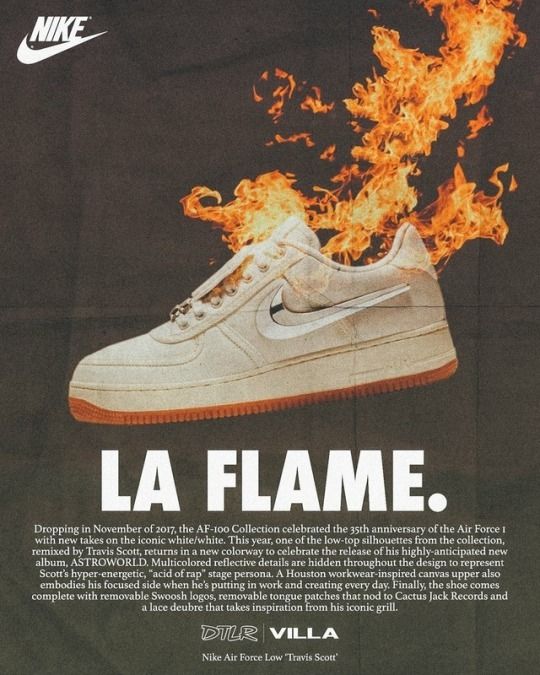 NIKE
LA FLAME.
Dropping in November of 2017, the AF-100 Collection celebrated the 35th anniversary of the Air Force 1
with new takes on the iconic white/white. This year, one of the low-top silhouettes from the collection,
remixed by Travis Scott, returns in a new colorway to celebrate the release of his highly-anticipated new
album, ASTROWORLD. Multicolored reflective details are hidden throughout the design to represent
Scott's hyper-energetic, "acid of rap" stage persona. A Houston workwear-inspired canvas upper also
embodies his focused side when he's putting in work and creating every day. Finally, the shoe comes
complete with removable Swoosh logos, removable tongue patches that nod to Cactus Jack Records and
a lace deubre that takes inspiration from his iconic grill.
DTLR | VILLA
Nike Air Force Low 'Travis Scott'